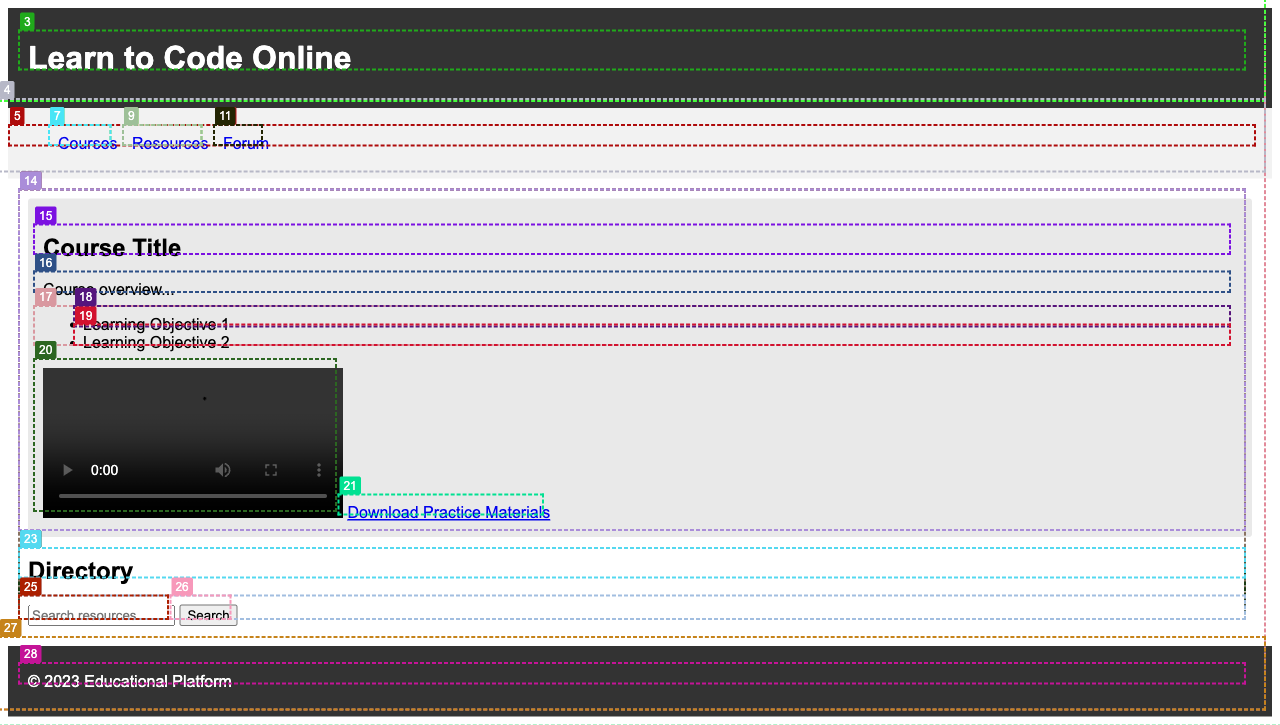 3
Learn to Code Online
4
5 7 9 11
Courses Resources Forum
14
15
Course Title
16
Course overview...
17 18
19
Learning Objective 1
Learning Objective 2
20
0:00
21
Download Practice Materials
23
Directory
25 26
Search resources Search
27
28
© 2023 Educational Platform